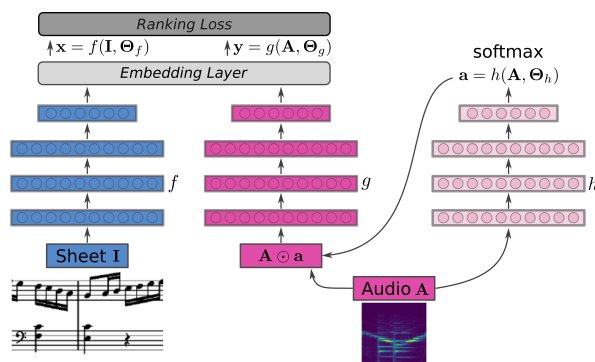 Ranking Loss
x = f(I, Θ_f)
y = g(A, Θ_g)
softmax
a = h(A, Θ_h)
Embedding Layer
f
g
h
Sheet I
A ⊙ a
Audio A